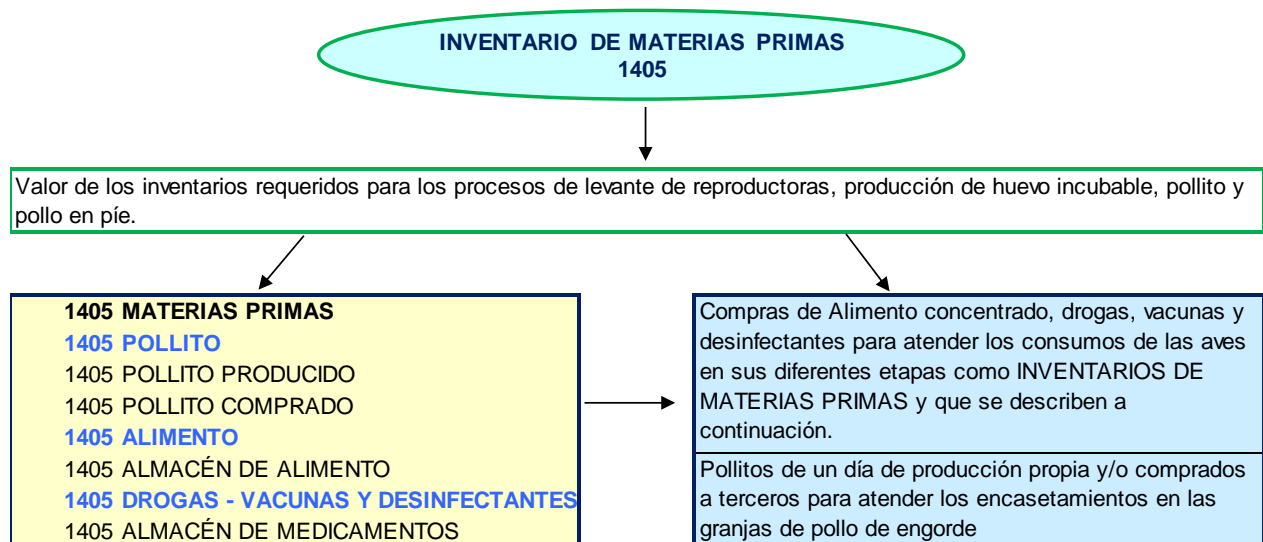 INVENTARIO DE MATERIAS PRIMAS
1405
Valor de los inventarios requeridos para los procesos de levante de reproductoras, producción de huevo incubable, pollito y
pollo en píe.
1405 MATERIAS PRIMAS
1405 POLLITO
1405 POLLITO PRODUCIDO
1405 POLLITO COMPRADO
1405 ALIMENTO
1405 ALMACÉN DE ALIMENTO
1405 DROGAS - VACUNAS Y DESINFECTANTES
1405 ALMACÉN DE MEDICAMENTOS
Compras de Alimento concentrado, drogas, vacunas y
desinfectantes para atender los consumos de las aves
en sus diferentes etapas como INVENTARIOS DE
MATERIAS PRIMAS y que se describen a
continuación.
Pollitos de un día de producción propia y/o comprados
a terceros para atender los encasetamientos en las
granjas de pollo de engorde